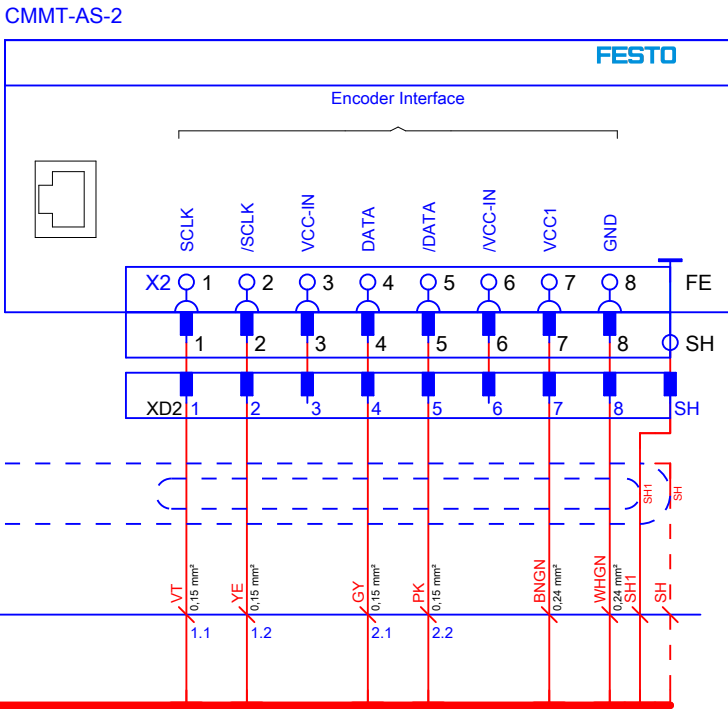 CMMT-AS-2
FESTO
Encoder Interface
SCLK /SCLK VCC-IN DATA /DATA /VCC-IN VCC1 GND
X2 1 2 3 4 5 6 7 8 FE
1 2 3 4 5 6 7 8 SH
XD2 1 2 3 4 5 6 7 8 SH
SH1 SH
VT 0,15 mm² YE 0,15 mm² GY 0,15 mm² PK 0,15 mm² BNGN 0,24 mm² WHGN 0,24 mm² SH1 SH
1.1 1.2 2.1 2.2